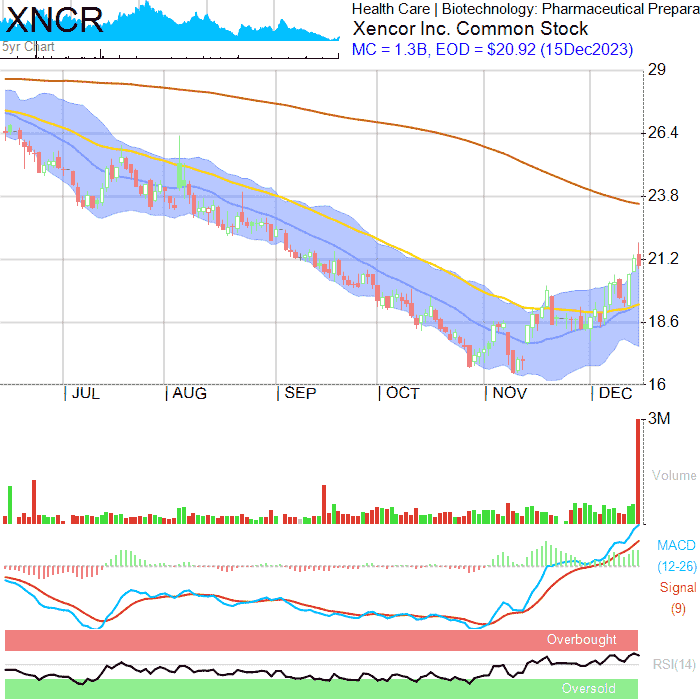 XNCR
5yr Chart
Health Care | Biotechnology: Pharmaceutical Prepara
Xencor Inc. Common Stock
MC = 1.3B, EOD = $20.92 (15Dec2023)
29
26.4
23.8
21.2
18.6
16
JUL
AUG
SEP
OCT
NOV
DEC
3M
Volume
MACD
(12-26)
Signal
(9)
Overbought
RSI(14)
Oversold